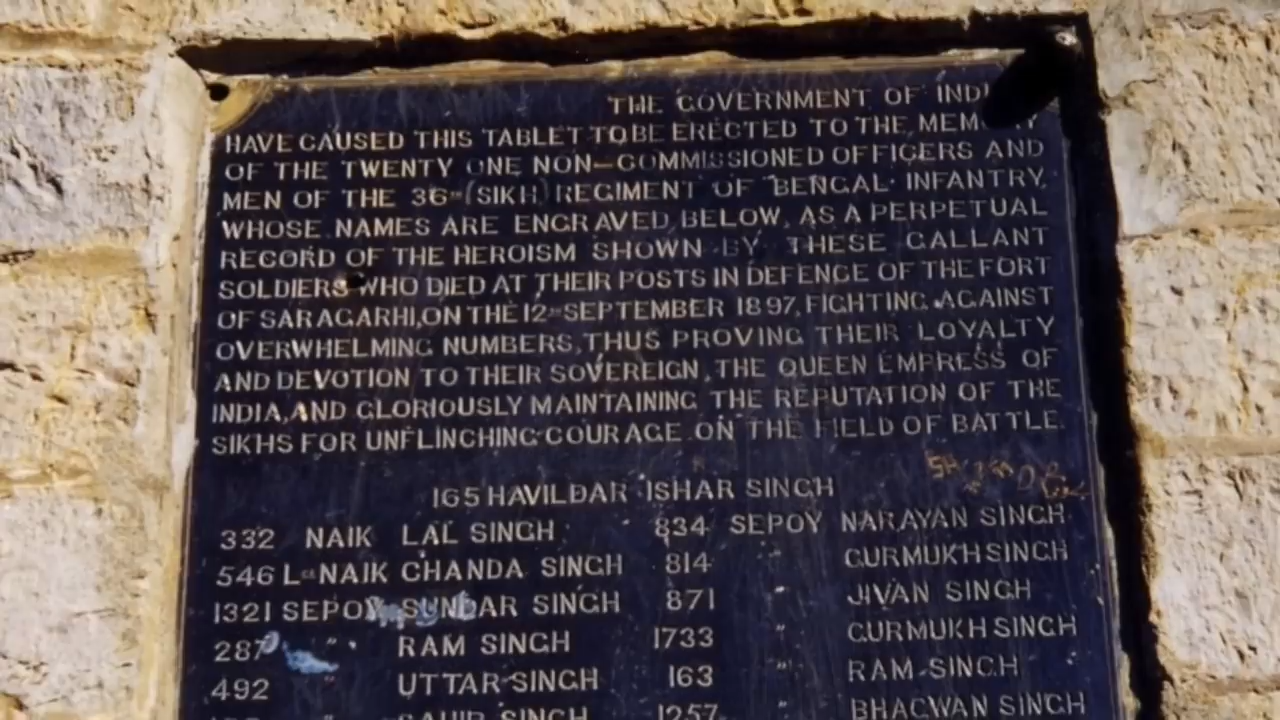 THE GOVERNMENT OF INDI
HAVE CAUSED THIS TABLET TO BE ERECTED TO THE MEMORY
OF THE TWENTY ONE NON-COMMISSIONED OFFICERS AND
MEN OF THE 36TH (SIKH) REGIMENT OF BENGAL INFANTRY
WHOSE NAMES ARE ENGRAVED BELOW, AS A PERPETUAL
RECORD OF THE HEROISM SHOWN BY THESE GALLANT
SOLDIERS WHO DIED AT THEIR POSTS IN DEFENCE OF THE FORT
OF SARAGARHI, ON THE 12TH SEPTEMBER 1897, FIGHTING AGAINST
OVERWHELMING NUMBERS, THUS PROVING THEIR LOYALTY
AND DEVOTION TO THEIR SOVEREIGN, THE QUEEN EMPRESS OF
INDIA, AND GLORIOUSLY MAINTAINING THE REPUTATION OF THE
SIKHS FOR UNFLINCHING COURAGE ON THE FIELD OF BATTLE.
165 HAVILDAR ISHAR SINGH
332 NAIK LAL SINGH 834 SEPOY NARAYAN SINGH
546 L. NAIK CHANDA SINGH 814 " GURMUKH SINGH
1321 SEPOY SUNDAR SINGH 871 JIVAN SINGH
287 " RAM SINGH 1733 " GURMUKH SINGH
492 UTTAR SINGH 163 " RAM SINGH
" SAHIB SINGH 1257 " BHAGWAN SINGH